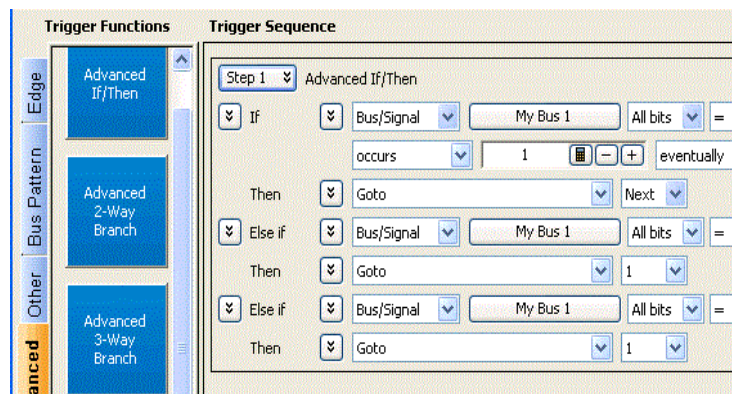 Trigger Functions
Trigger Sequence
Edge
Bus Pattern
Other
anced
Advanced
If/Then
Advanced
2-Way
Branch
Advanced
3-Way
Branch
Step 1 Advanced If/Then
If Bus/Signal My Bus 1 All bits =
occurs 1 - + eventually
Then Goto Next
Else if Bus/Signal My Bus 1 All bits =
Then Goto 1
Else if Bus/Signal My Bus 1 All bits =
Then Goto 1